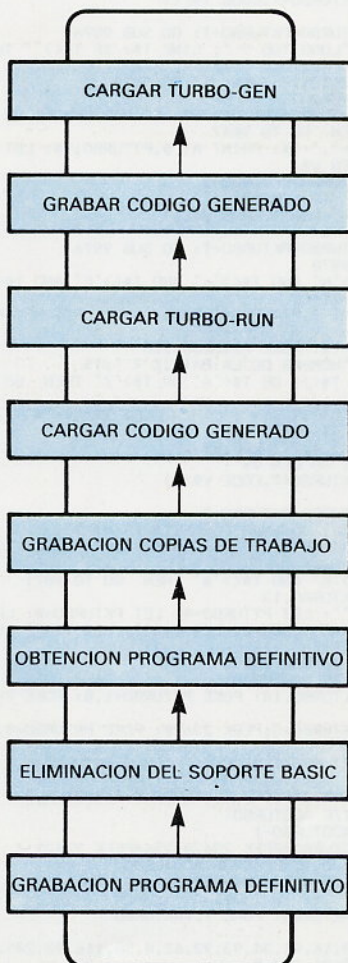 CARGAR TURBO-GEN
GRABAR CODIGO GENERADO
CARGAR TURBO-RUN
CARGAR CODIGO GENERADO
GRABACION COPIAS DE TRABAJO
OBTENCION PROGRAMA DEFINITIVO
ELIMINACION DEL SOPORTE BASIC
GRABACION PROGRAMA DEFINITIVO